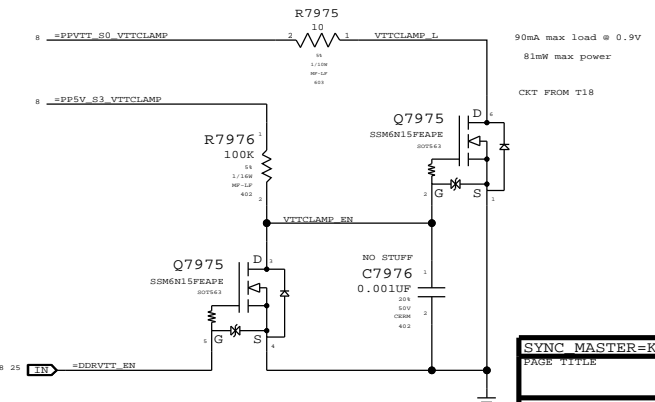 R7975
10
8 =PPVTT_S0_VTTCLAMP 2 1 VTTCLAMP_L
5%
1/10W
MF-LF
603
90mA max load @ 0.9V
81mW max power
CKT FROM T18
8 =PP5V_S3_VTTCLAMP
Q7975
SSM6N15FEAPE
SOT563
D 6
2 G S 1
R7976
100K
5%
1/16W
MF-LF
402
1
2
VTTCLAMP_EN
Q7975
SSM6N15FEAPE
SOT563
D 3
5 G S 4
NO STUFF
C7976
0.001UF
20%
50V
CERM
402
1
2
8 25 IN =DDRVTT_EN
SYNC_MASTER=K
PAGE TITLE